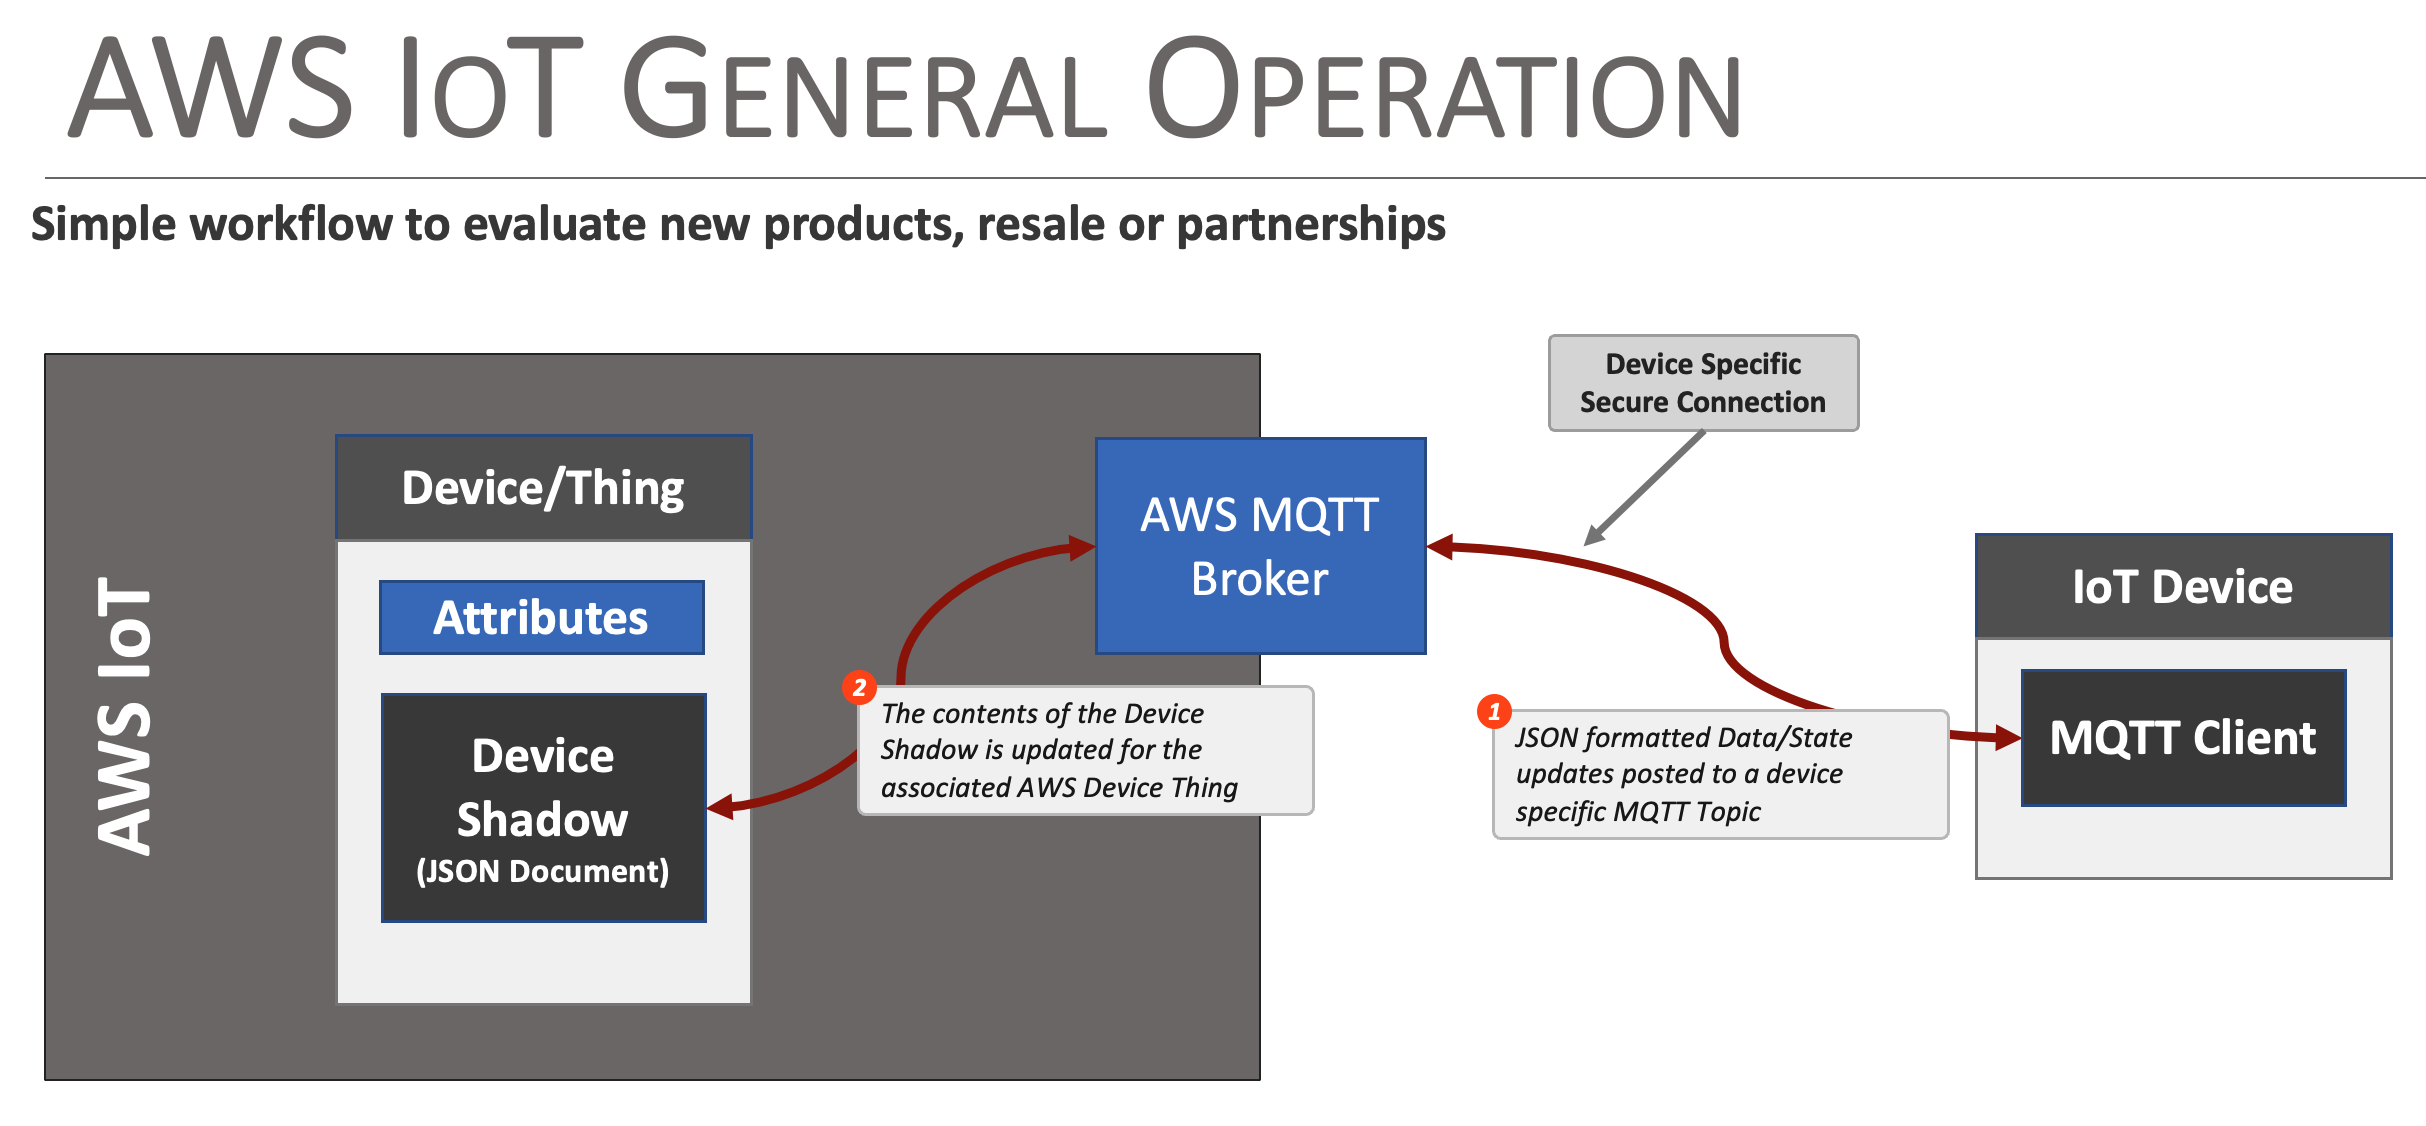 AWS IoT General Operation
Simple workflow to evaluate new products, resale or partnerships
Device Specific
Secure Connection
AWS IoT
Device/Thing
Attributes
Device
Shadow
(JSON Document)
AWS MQTT
Broker
2
The contents of the Device
Shadow is updated for the
associated AWS Device Thing
1
JSON formatted Data/State
updates posted to a device
specific MQTT Topic
IoT Device
MQTT Client